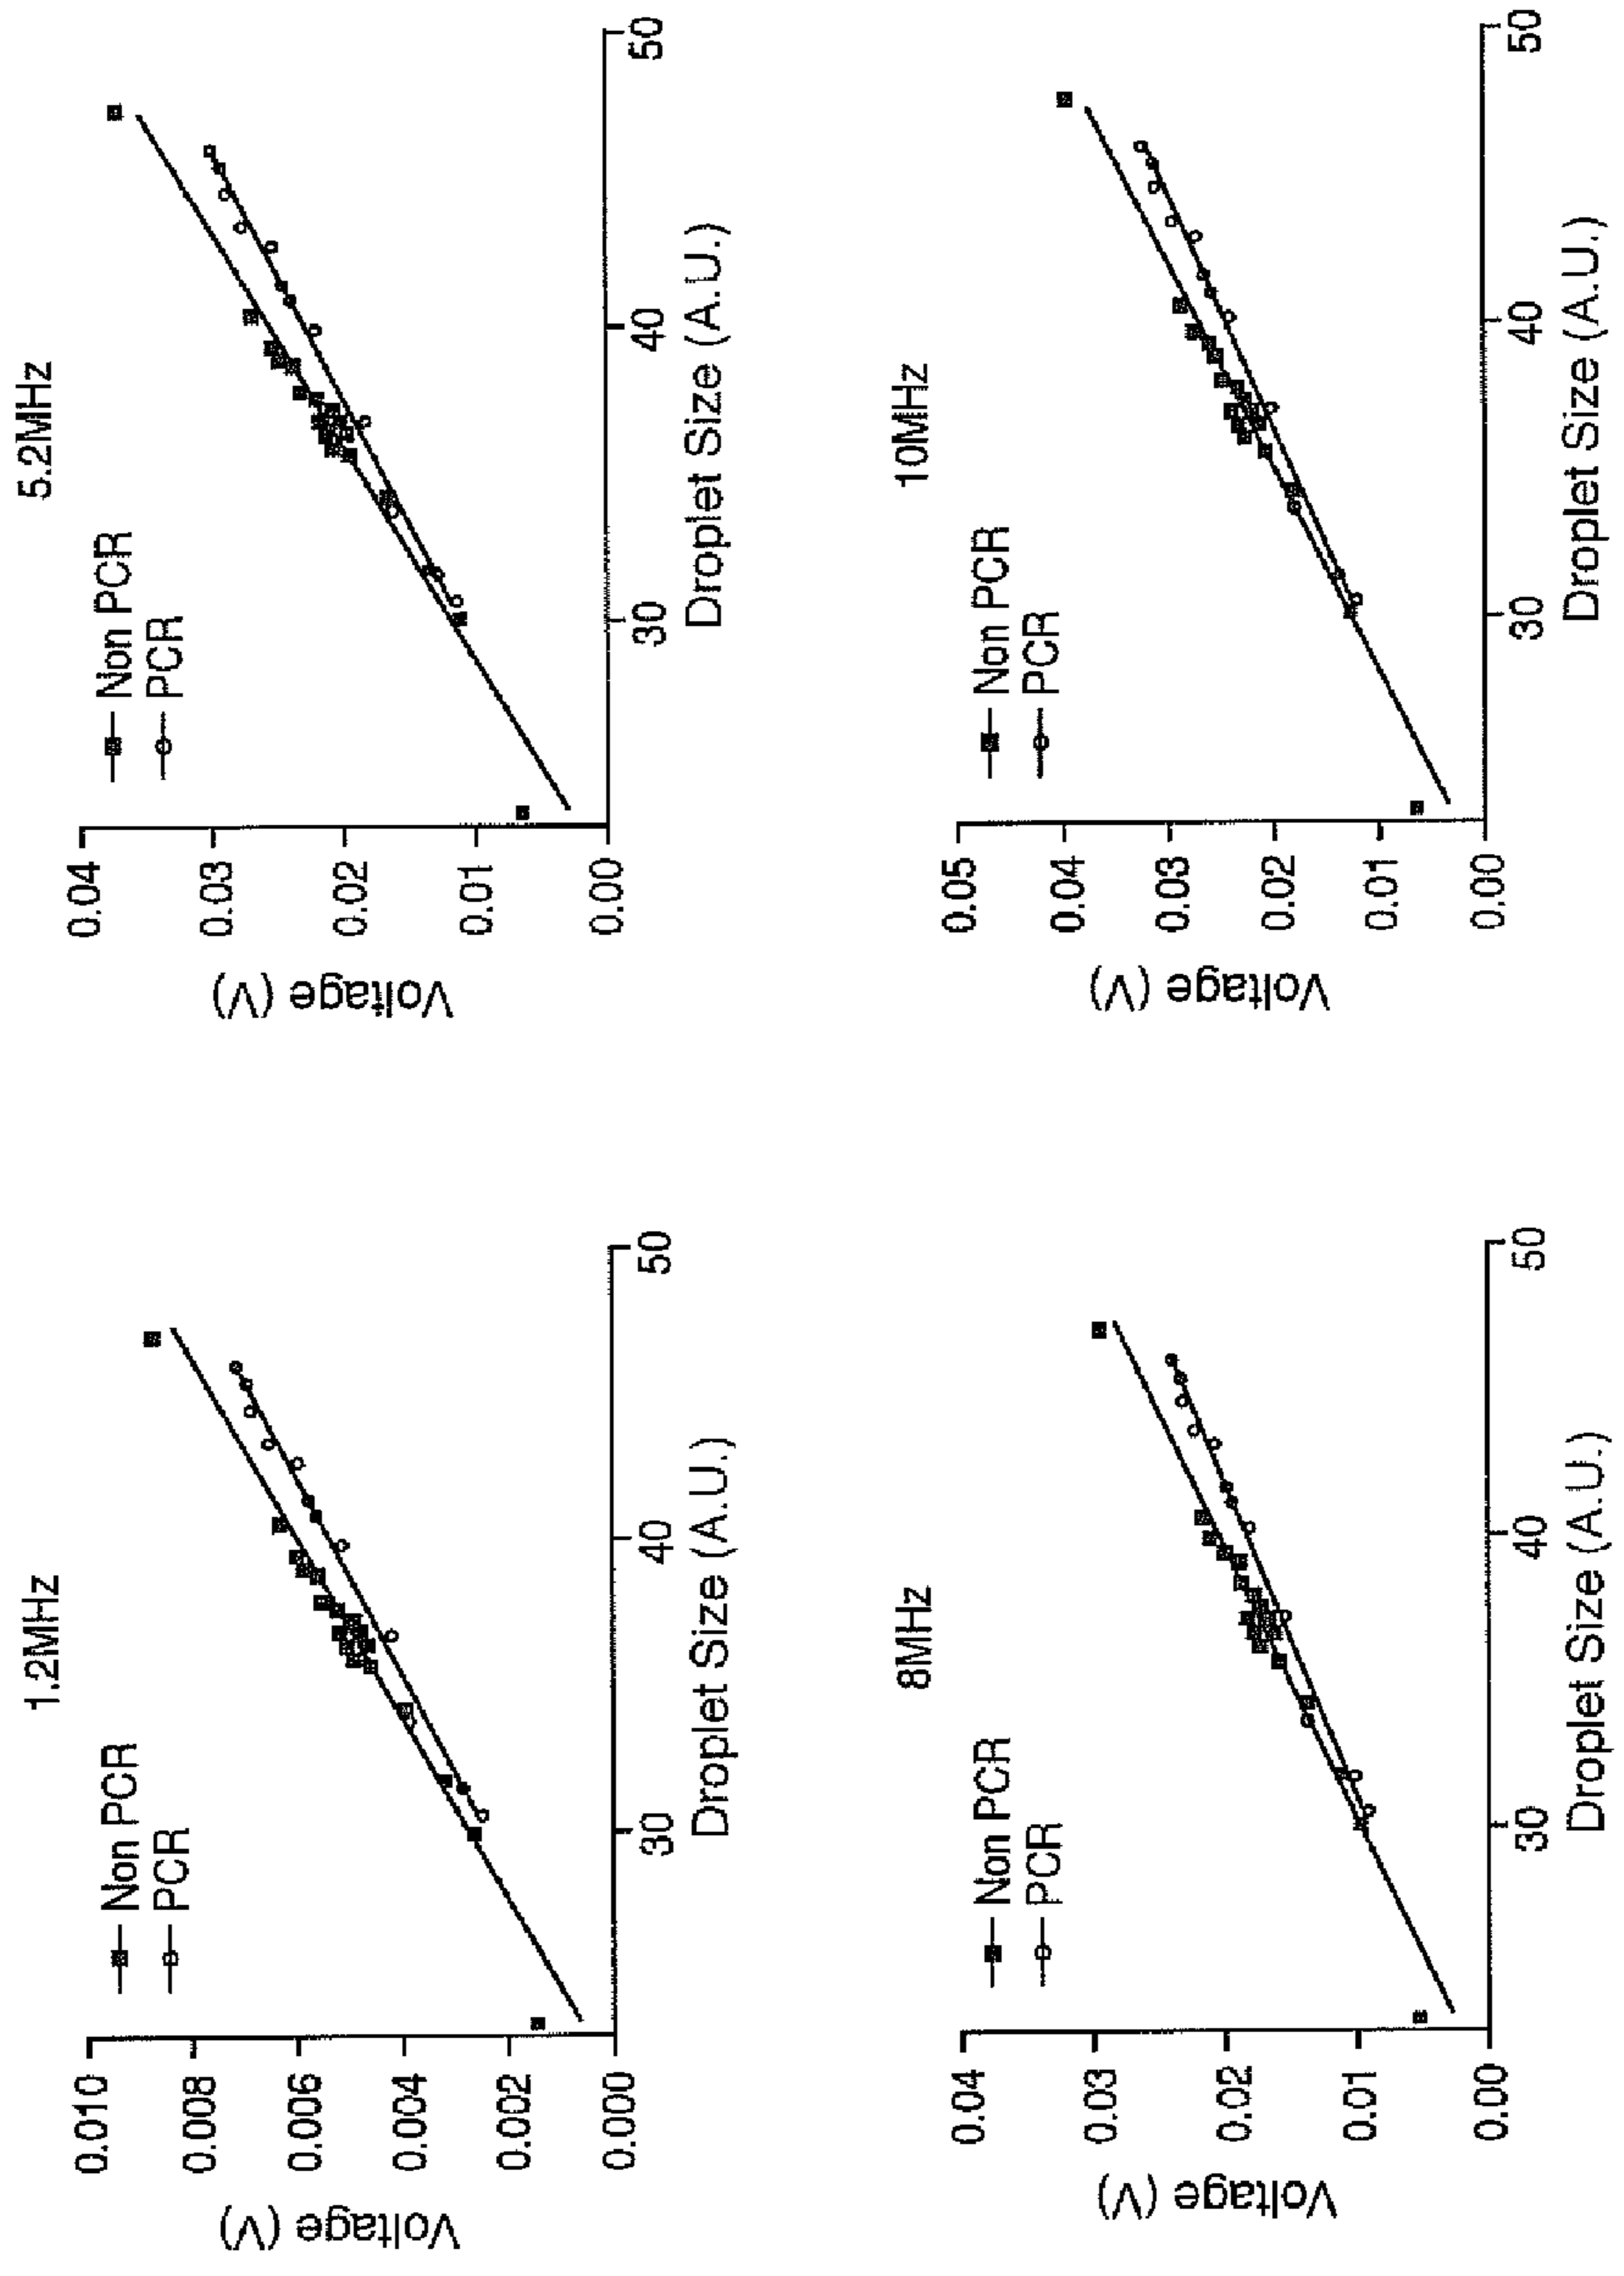 1.2MHz
Non PCR
PCR
Voltage (V)
0.010
0.008
0.006
0.004
0.002
0.000
30
40
50
Droplet Size (A.U.)
5.2MHz
Non PCR
PCR
Voltage (V)
0.04
0.03
0.02
0.01
0.00
30
40
50
Droplet Size (A.U.)
8MHz
Non PCR
PCR
Voltage (V)
0.04
0.03
0.02
0.01
0.00
30
40
50
Droplet Size (A.U.)
10MHz
Non PCR
PCR
Voltage (V)
0.05
0.04
0.03
0.02
0.01
0.00
30
40
50
Droplet Size (A.U.)